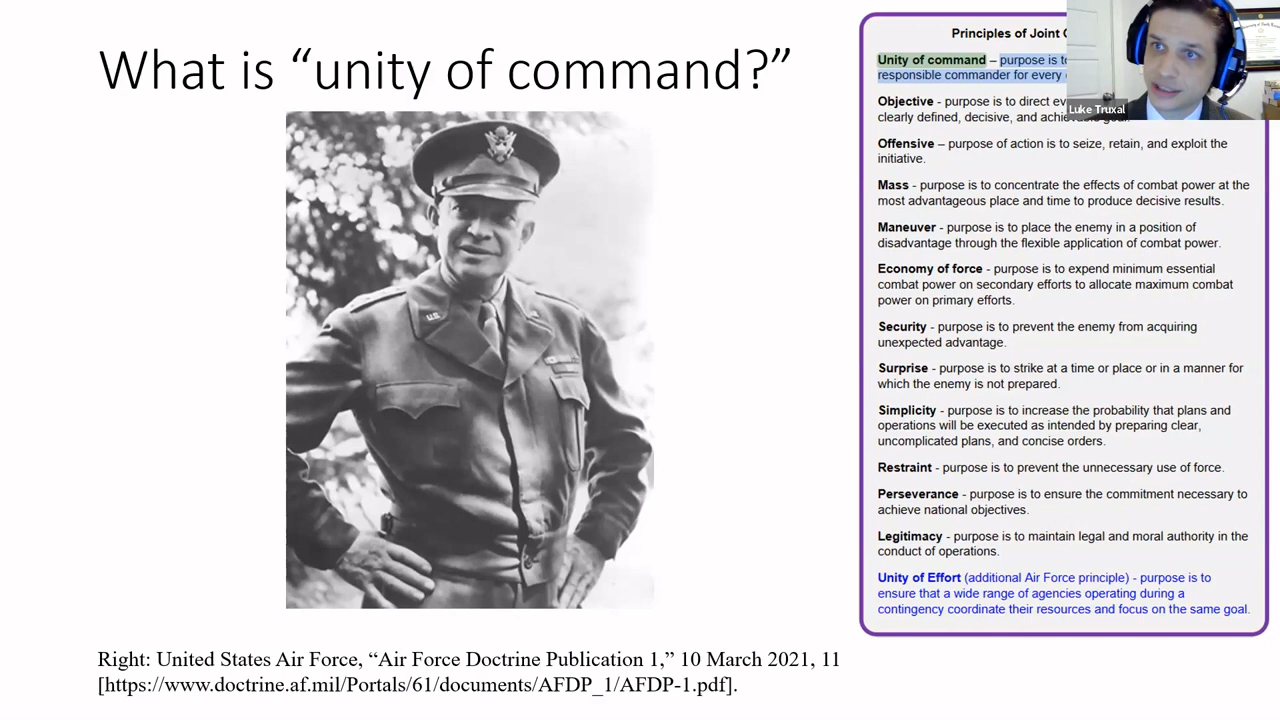 What is “unity of command?”
Principles of Joint
Unity of command – purpose is to
responsible commander for every
Objective - purpose is to direct
clearly defined, decisive, and
Luke Truxal
Offensive – purpose of action is to seize, retain, and exploit the
initiative.
Mass - purpose is to concentrate the effects of combat power at the
most advantageous place and time to produce decisive results.
Maneuver - purpose is to place the enemy in a position of
disadvantage through the flexible application of combat power.
Economy of force - purpose is to expend minimum essential
combat power on secondary efforts to allocate maximum combat
power on primary efforts.
Security - purpose is to prevent the enemy from acquiring
unexpected advantage.
Surprise - purpose is to strike at a time or place or in a manner for
which the enemy is not prepared.
Simplicity - purpose is to increase the probability that plans and
operations will be executed as intended by preparing clear,
uncomplicated plans, and concise orders.
Restraint - purpose is to prevent the unnecessary use of force.
Perseverance - purpose is to ensure the commitment necessary to
achieve national objectives.
Legitimacy - purpose is to maintain legal and moral authority in the
conduct of operations.
Unity of Effort (additional Air Force principle) - purpose is to
ensure that a wide range of agencies operating during a
contingency coordinate their resources and focus on the same goal.
U.S.
Right: United States Air Force, “Air Force Doctrine Publication 1,” 10 March 2021, 11
[https://www.doctrine.af.mil/Portals/61/documents/AFDP_1/AFDP-1.pdf].